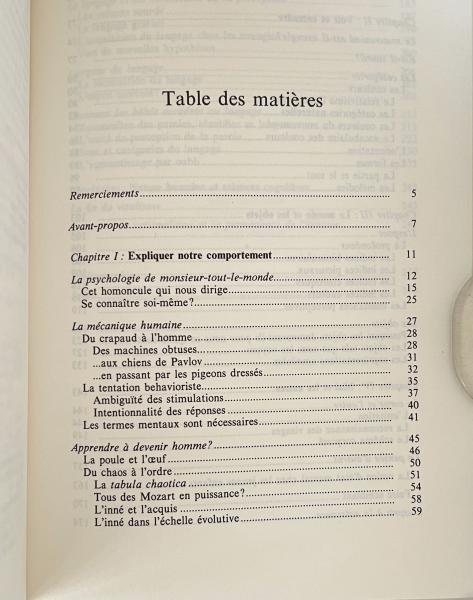 Table des matières
Remerciements 5
Avant-propos 7
Chapitre I : Expliquer notre comportement 11
La psychologie de monsieur-tout-le-monde 12
Cet homoncule qui nous dirige 15
Se connaître soi-même? 25
La mécanique humaine 27
Du crapaud à l'homme 28
Des machines obtuses 28
...aux chiens de Pavlov 31
...en passant par les pigeons dressés 32
La tentation behavioriste 35
Ambiguïté des stimulations 37
Intentionnalité des réponses 40
Les termes mentaux sont nécessaires 41
Apprendre à devenir homme? 45
La poule et l'œuf 46
Du chaos à l'ordre 50
La tabula chaotica 51
Tous des Mozart en puissance? 54
L'inné et l'acquis 58
L'inné dans l'échelle évolutive 59